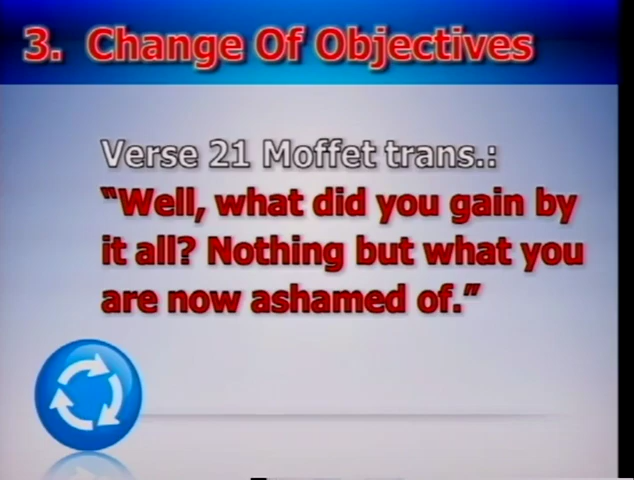 3. Change Of Objectives
Verse 21 Moffet trans.:
“Well, what did you gain by
it all? Nothing but what you
are now ashamed of.”